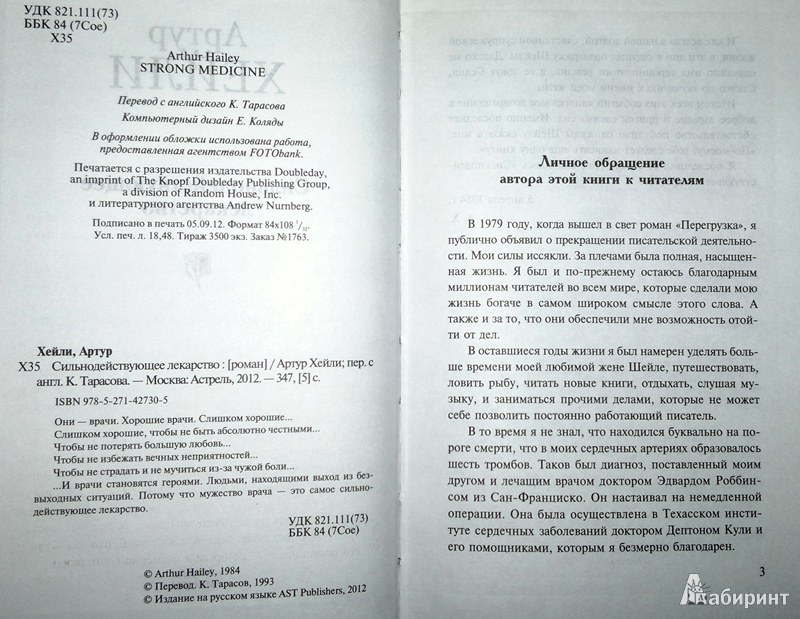 УДК 821.111(73)
ББК 84 (7Сое)
Х35
Arthur Hailey
STRONG MEDICINE
Перевод с английского К. Тарасова
Компьютерный дизайн Е. Коляды
В оформлении обложки использована работа,
предоставленная агентством FOTObank.
Печатается с разрешения издательства Doubleday,
an imprint of The Knopf Doubleday Publishing Group,
a division of Random House, Inc.
и литературного агентства Andrew Nurnberg.
Подписано в печать 05.09.12. Формат 84х108 1/32.
Усл. печ. л. 18,48. Тираж 3500 экз. Заказ №1763.
Хейли, Артур
Х35 Сильнодействующее лекарство : [роман] / Артур Хейли; пер. с
англ. К. Тарасова. — Москва: Астрель, 2012. — 347, [5] с.
ISBN 978-5-271-42730-5
Они — врачи. Хорошие врачи. Слишком хорошие...
Слишком хорошие, чтобы не быть абсолютно честными...
Чтобы не потерять большую любовь...
Чтобы не избежать вечных неприятностей...
Чтобы не страдать и не мучиться из-за чужой боли...
...И врачи становятся героями. Людьми, находящими выход из без-
выходных ситуаций. Потому что мужество врача — это самое сильно-
действующее лекарство.
УДК 821.111(73)
ББК 84 (7Сое)
© Arthur Hailey, 1984
© Перевод. К. Тарасов, 1993
© Издание на русском языке AST Publishers, 2012
Личное обращение
автора этой книги к читателям
В 1979 году, когда вышел в свет роман «Перегрузка», я
публично объявил о прекращении писательской деятельно-
сти. Мои силы иссякли. За плечами была полная, насыщен-
ная жизнь. Я был и по-прежнему остаюсь благодарным
миллионам читателей во всем мире, которые сделали мою
жизнь богаче в самом широком смысле этого слова. А
также и за то, что они обеспечили мне возможность отой-
ти от дел.
В оставшиеся годы жизни я был намерен уделять боль-
ше времени моей любимой жене Шейле, путешествовать,
ловить рыбу, читать новые книги, отдыхать, слушая му-
зыку, и заниматься прочими делами, которые не может
себе позволить постоянно работающий писатель.
В то время я не знал, что находился буквально на по-
роге смерти, что в моих сердечных артериях образовалось
шесть тромбов. Таков был диагноз, поставленный моим
другом и лечащим врачом доктором Эдвардом Роббин-
сом из Сан-Франциско. Он настаивал на немедленной
операции. Она была осуществлена в Техасском инсти-
туте сердечных заболеваний доктором Дептоном Кули и
его помощниками, которым я безмерно благодарен.
3
Лабиринт